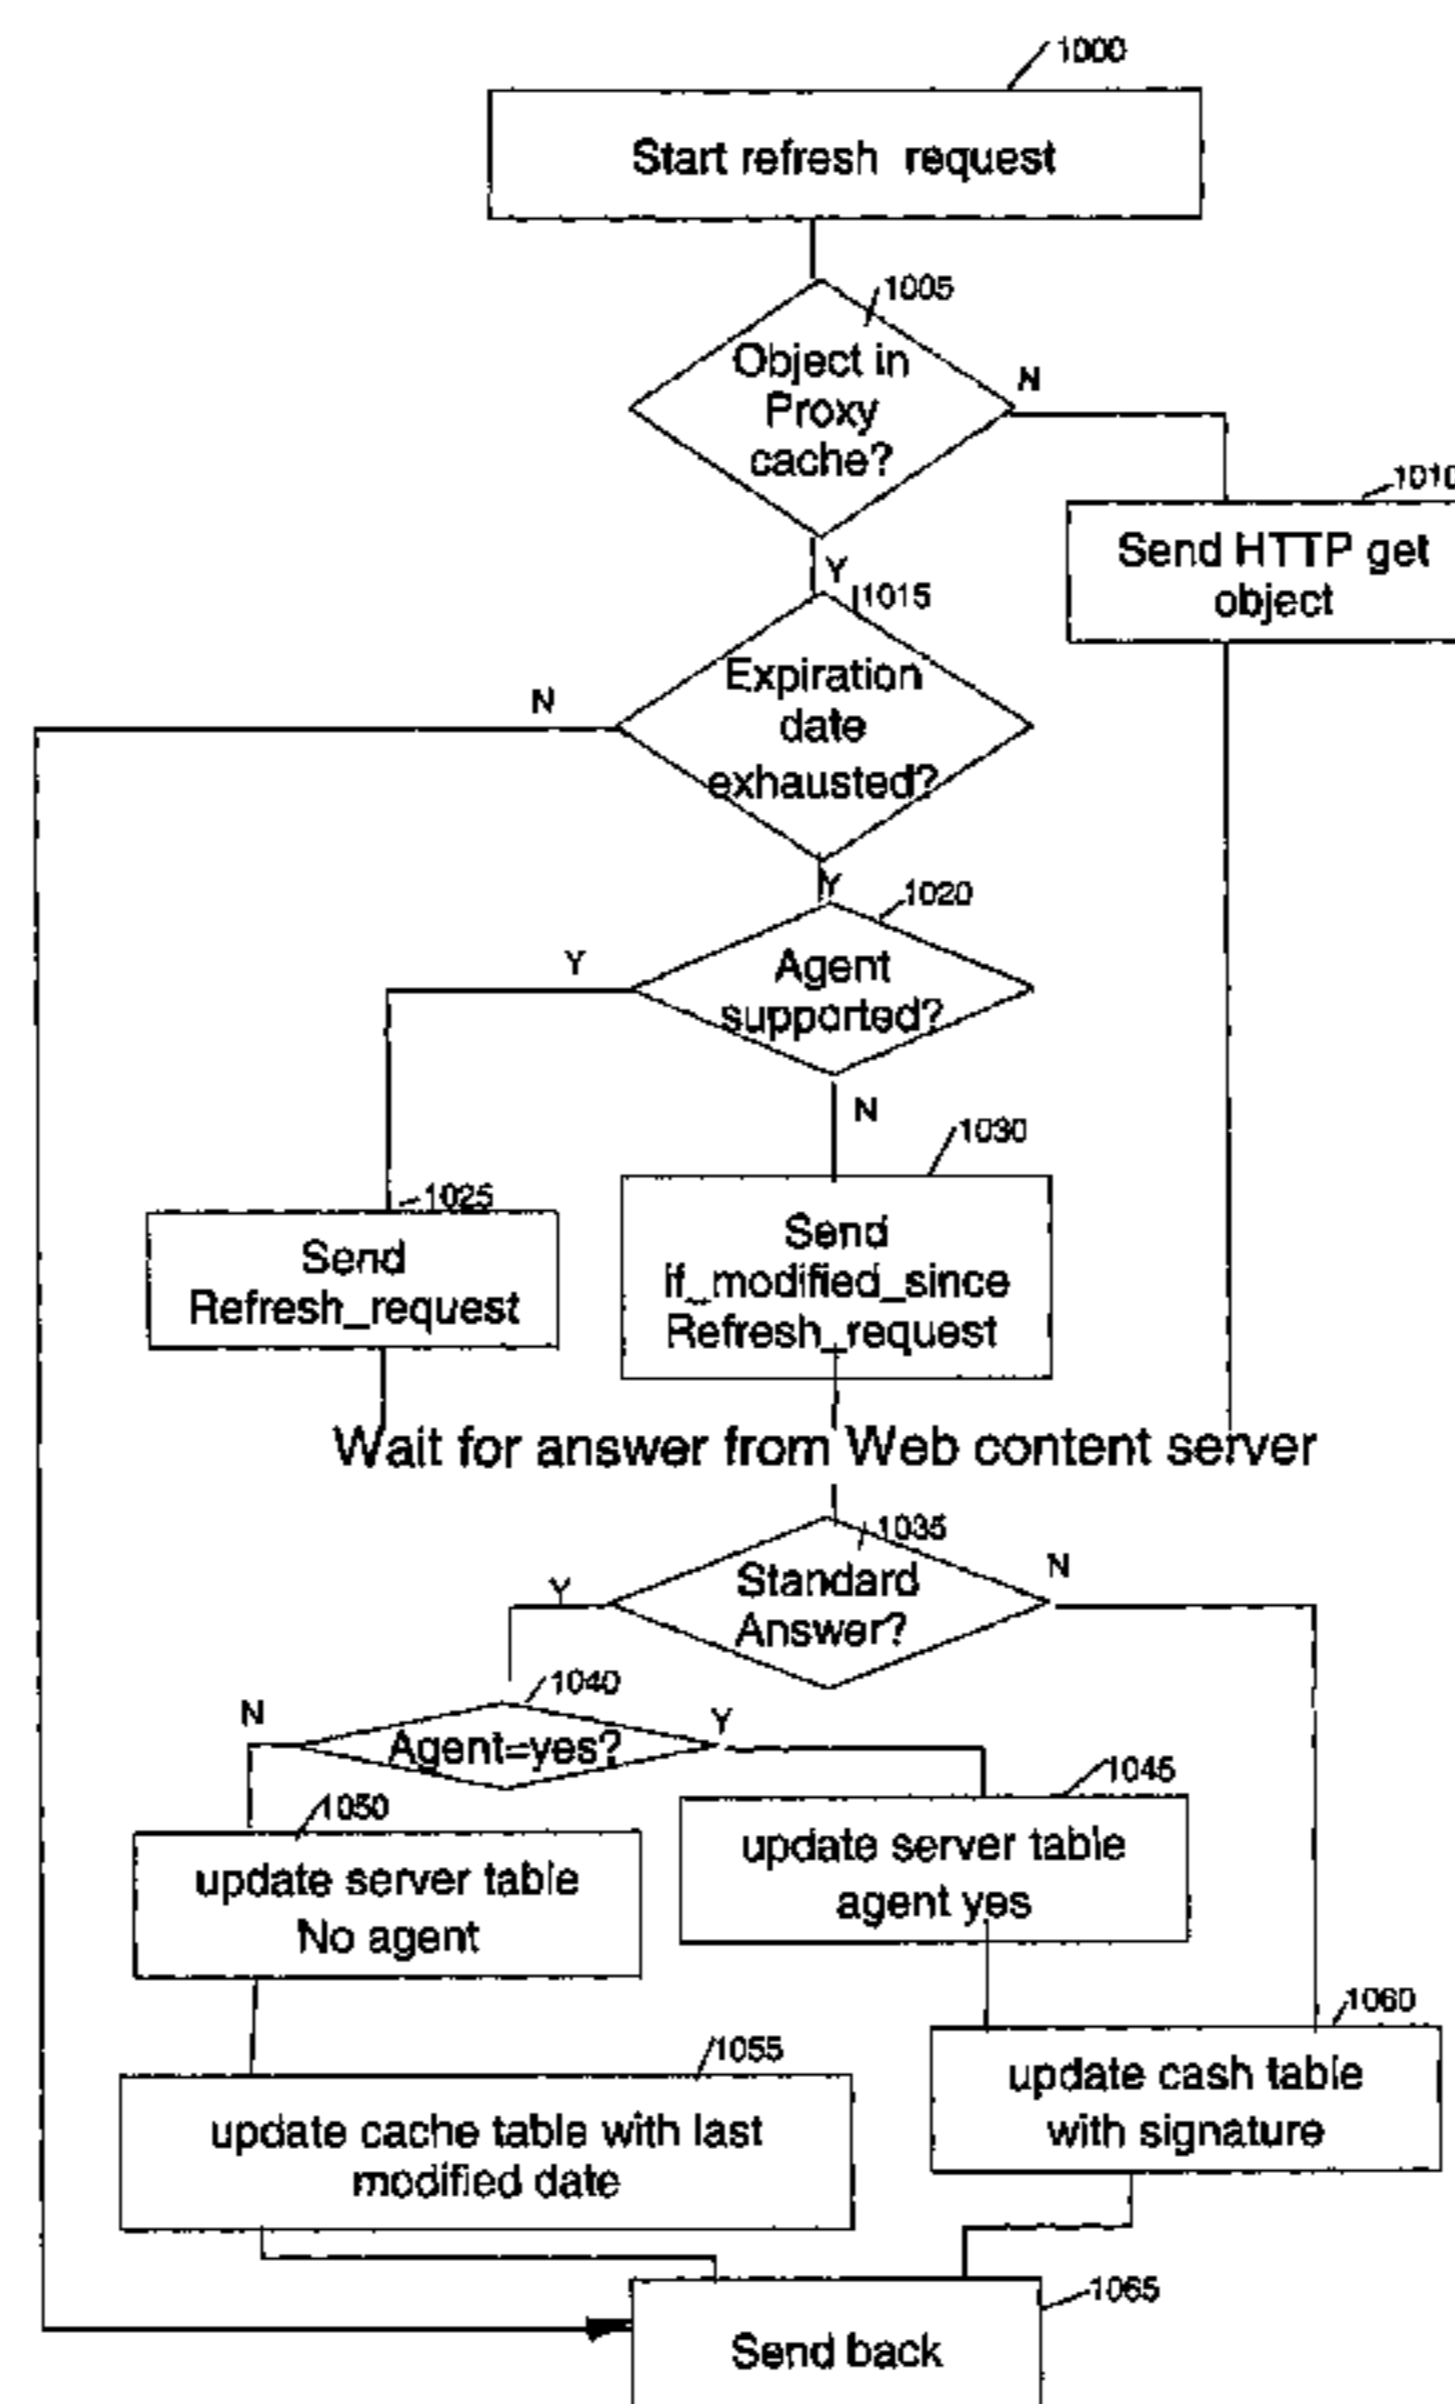 1000
Start refresh request
1005
Object in
Proxy
cache?
N
1010
Send HTTP get
object
Y
1015
Expiration
date
exhausted?
N
Y
1020
Agent
supported?
Y
N
1030
1025
Send
Refresh_request
Send
if_modified_since
Refresh_request
Wait for answer from Web content server
1035
Standard
Answer?
Y
N
1040
Agent=yes?
N
Y
1045
1050
update server table
agent yes
update server table
No agent
1060
1055
update cash table
with signature
update cache table with last
modified date
1065
Send back